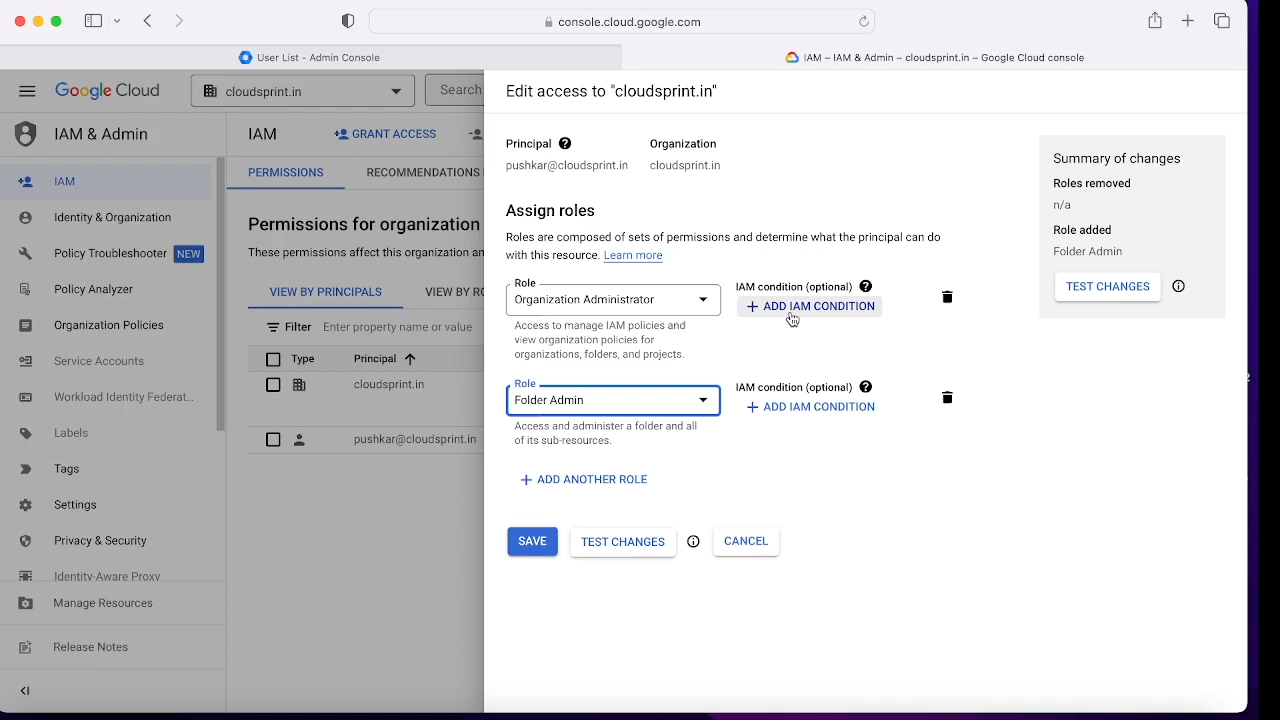 console.cloud.google.com
User List - Admin Console
IAM – IAM & Admin – cloudsprint.in – Google Cloud console
Google Cloud
cloudsprint.in
Search
Edit access to "cloudsprint.in"
IAM & Admin
IAM
GRANT ACCESS
Principal
Organization
pushkar@cloudsprint.in
cloudsprint.in
Summary of changes
Roles removed
n/a
Role added
Folder Admin
TEST CHANGES
IAM
Identity & Organization
Policy Troubleshooter
NEW
Policy Analyzer
Organization Policies
Service Accounts
Workload Identity Federat...
Labels
Tags
Settings
Privacy & Security
Identity-Aware Proxy
Manage Resources
Release Notes
PERMISSIONS
RECOMMENDATIONS
Permissions for organization
These permissions affect this organization
VIEW BY PRINCIPALS
VIEW BY
Filter
Enter property name or value
Type
Principal
cloudsprint.in
pushkar@cloudsprint.in
Assign roles
Roles are composed of sets of permissions and determine what the principal can do
with this resource. Learn more
Role
Organization Administrator
IAM condition (optional)
+ ADD IAM CONDITION
Access to manage IAM policies and
view organization policies for
organizations, folders, and projects.
Role
Folder Admin
IAM condition (optional)
+ ADD IAM CONDITION
Access and administer a folder and all
of its sub-resources.
+ ADD ANOTHER ROLE
SAVE
TEST CHANGES
CANCEL